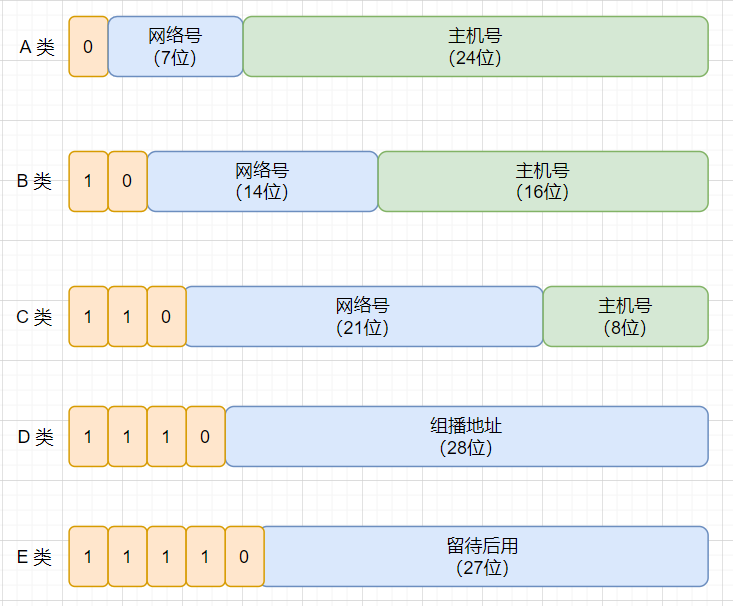 A 类
0
网络号
（7位）
主机号
（24位）
B 类
1
0
网络号
（14位）
主机号
（16位）
C 类
1
1
0
网络号
（21位）
主机号
（8位）
D 类
1
1
1
0
组播地址
（28位）
E 类
1
1
1
1
0
留待后用
（27位）